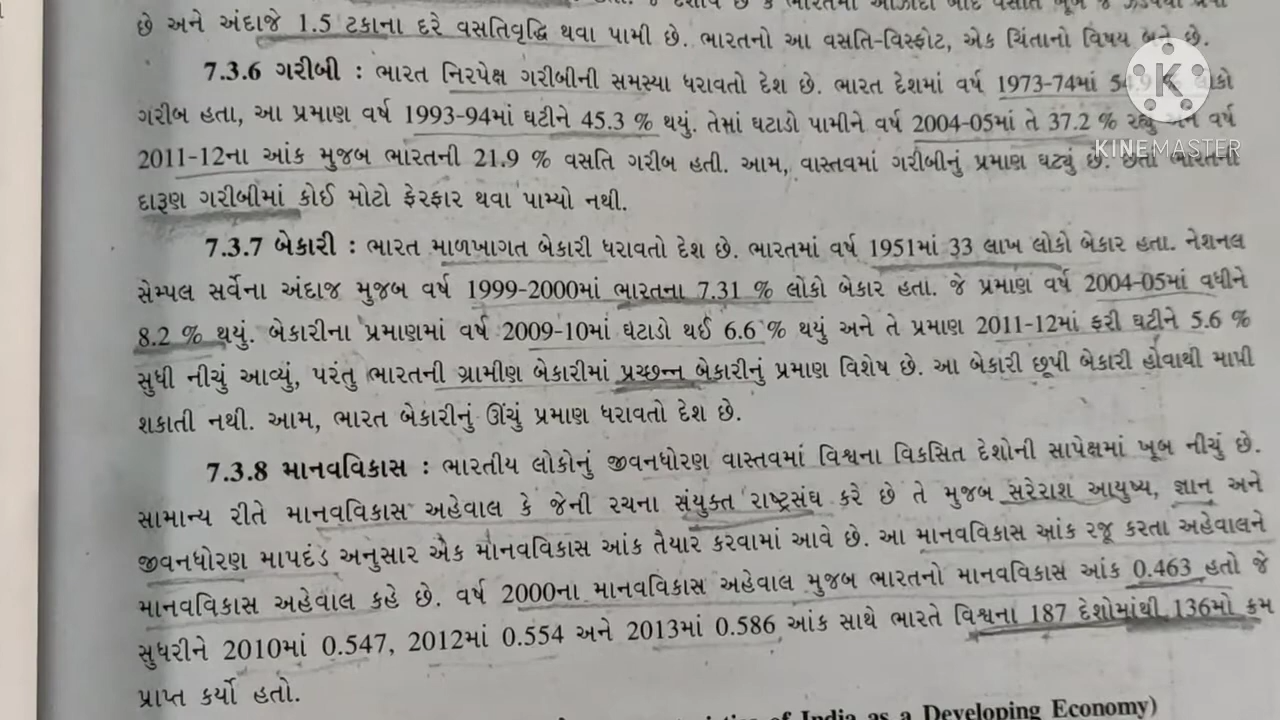 છે અને અંદાજે 1.5 ટકાના દરે વસતિવૃદ્ધિ થવા પામી છે. ભારતનો આ વસતિ-વિસ્ફોટ, એક ચિંતાનો વિષય બને છે.
7.3.6 ગરીબી : ભારત નિરપેક્ષ ગરીબીની સમસ્યા ધરાવતો દેશ છે. ભારત દેશમાં વર્ષ 1973-74માં લોકો
ગરીબ હતા, આ પ્રમાણ વર્ષ 1993-94માં ઘટીને 45.3 % થયું. તેમાં ઘટાડો પામીને વર્ષ 2004-05માં તે 37.2 % રહ્યું અને વર્ષ
2011-12ના આંક મુજબ ભારતની 21.9 % વસતિ ગરીબ હતી. આમ, વાસ્તવમાં ગરીબીનું પ્રમાણ ઘટ્યું છે. છતાં ભારતની
દારૂણ ગરીબીમાં કોઈ મોટો ફેરફાર થવા પામ્યો નથી.
7.3.7 બેકારી : ભારત માળખાગત બેકારી ધરાવતો દેશ છે. ભારતમાં વર્ષ 1951માં 33 લાખ લોકો બેકાર હતા. નેશનલ
સેમ્પલ સર્વેના અંદાજ મુજબ વર્ષ 1999-2000માં ભારતના 7.31 % લોકો બેકાર હતા. જે પ્રમાણ વર્ષ 2004-05માં વધીને
8.2 % થયું. બેકારીના પ્રમાણમાં વર્ષ 2009-10માં ઘટાડો થઈ 6.6 % થયું અને તે પ્રમાણ 2011-12માં ફરી ઘટીને 5.6 %
સુધી નીચું આવ્યું, પરંતુ ભારતની ગ્રામીણ બેકારીમાં પ્રચ્છન્ન બેકારીનું પ્રમાણ વિશેષ છે. આ બેકારી છૂપી બેકારી હોવાથી માપી
શકાતી નથી. આમ, ભારત બેકારીનું ઊંચું પ્રમાણ ધરાવતો દેશ છે.
7.3.8 માનવવિકાસ : ભારતીય લોકોનું જીવનધોરણ વાસ્તવમાં વિશ્વના વિકસિત દેશોની સાપેક્ષમાં ખૂબ નીચું છે.
સામાન્ય રીતે માનવવિકાસ અહેવાલ કે જેની રચના સંયુક્ત રાષ્ટ્રસંઘ કરે છે તે મુજબ સરેરાશ આયુષ્ય, જ્ઞાન અને
જીવનધોરણ માપદંડ અનુસાર એક માનવવિકાસ આંક તૈયાર કરવામાં આવે છે. આ માનવવિકાસ આંક રજૂ કરતા અહેવાલને
માનવવિકાસ અહેવાલ કહે છે. વર્ષ 2000ના માનવવિકાસ અહેવાલ મુજબ ભારતનો માનવવિકાસ આંક 0.463 હતો જે
સુધરીને 2010માં 0.547, 2012માં 0.554 અને 2013માં 0.586 આંક સાથે ભારતે વિશ્વના 187 દેશોમાંથી 136મો ક્રમ
પ્રાપ્ત કર્યો હતો.
of India as a Developing Economy)
KINEMASTER